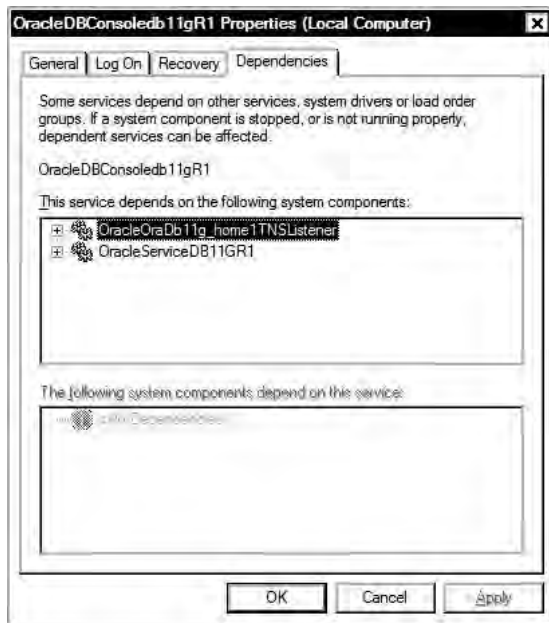 OracleDBConsoledb11gR1 Properties (Local Computer)
General Log On Recovery Dependencies
Some services depend on other services, system drivers or load order
groups. If a system component is stopped, or is not running properly,
dependent services can be affected.
OracleDBConsoledb11gR1
This service depends on the following system components:
OracleOraDb11g_home1TNSListener
OracleServiceDB11GR1
The following system components depend on this service:
Dependencies
OK Cancel Apply